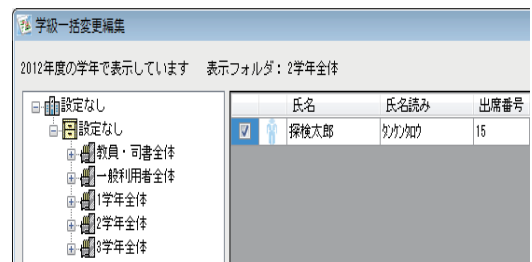 学級一括変更編集
2012年度の学年で表示しています 表示フォルダ：2学年全体
設定なし
設定なし
教員・司書全体
一般利用者全体
1学年全体
2学年全体
3学年全体
氏名 氏名読み 出席番号
探検太郎 ﾀﾝｹﾝﾀﾛｳ 15